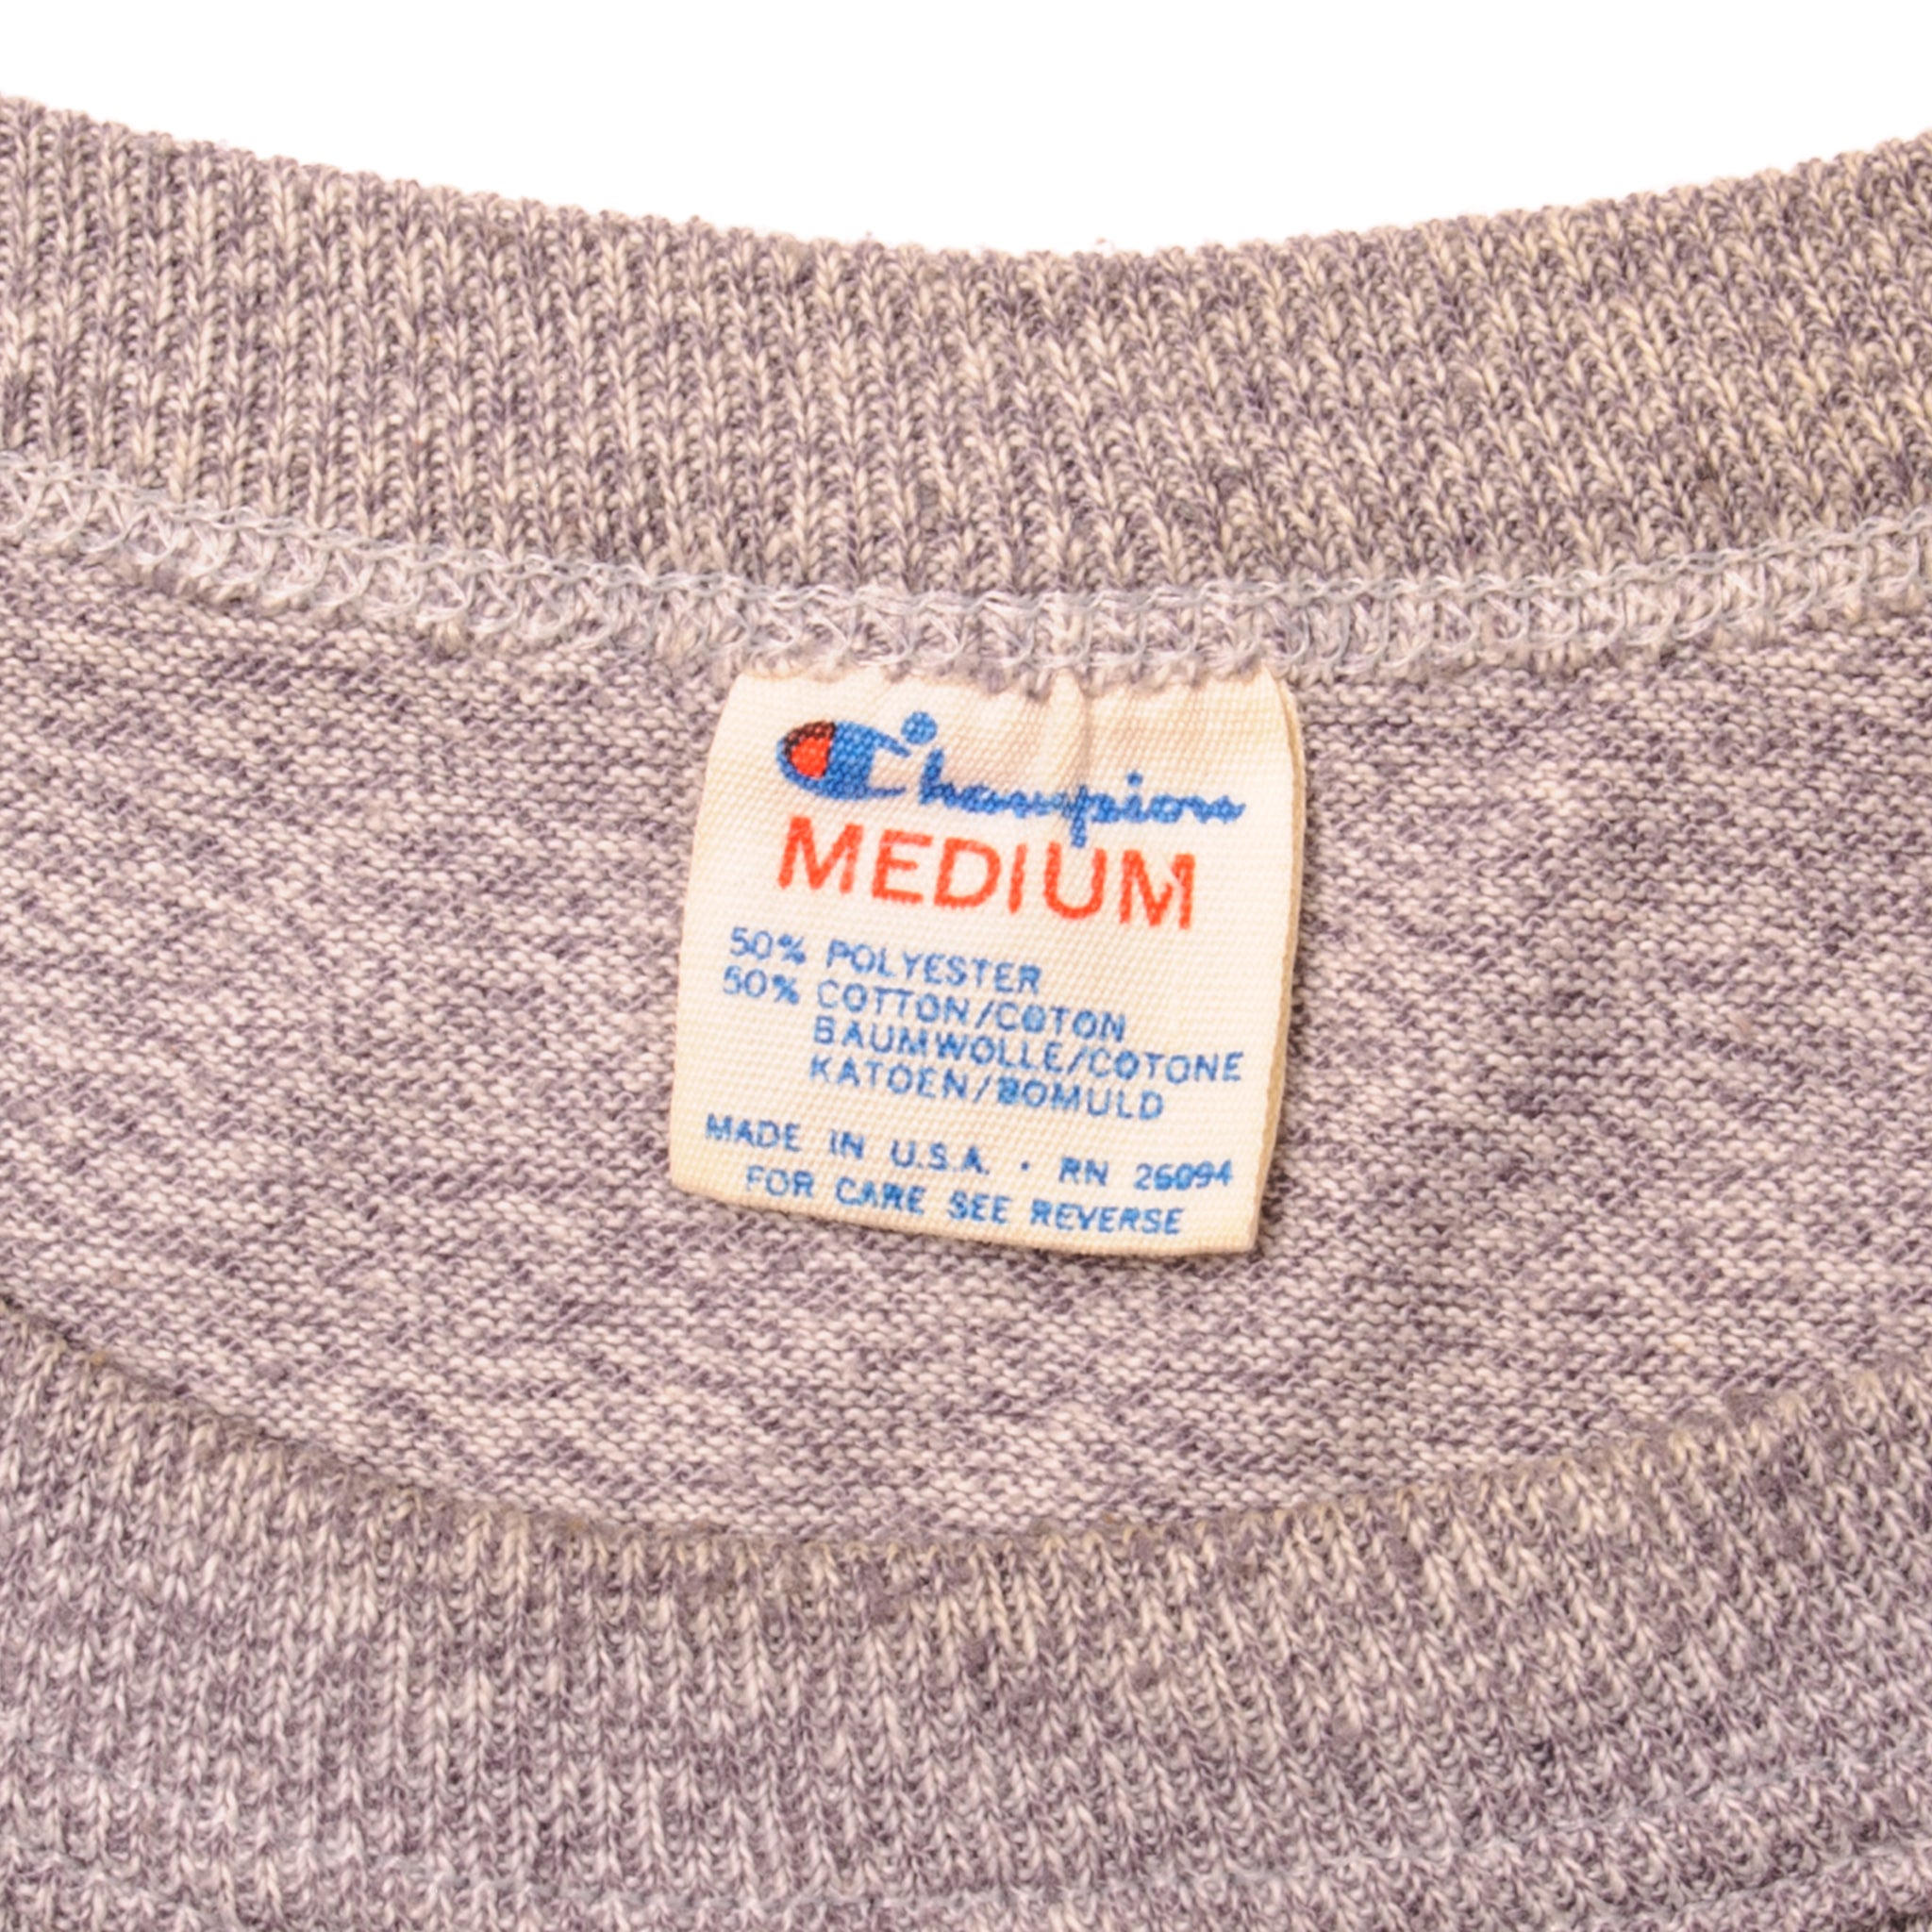 Champion
MEDIUM
50% POLYESTER
50% COTTON/COTON
BAUMWOLLE/COTONE
KATOEN/BOMULD
MADE IN U.S.A. · RN 26094
FOR CARE SEE REVERSE